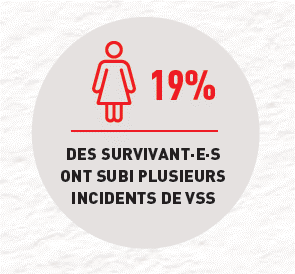 19%
DES SURVIVANT·E·S
ONT SUBI PLUSIEURS
INCIDENTS DE VSS